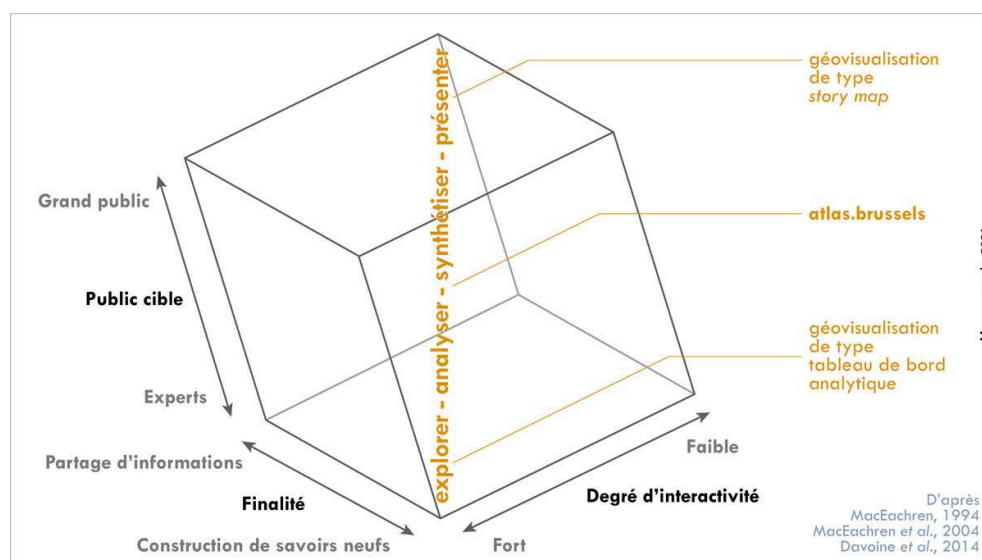 géovisualisation
de type
story map
explorer - analyser - synthétiser - présenter
Grand public
atlas.brussels
Public cible
géovisualisation
de type
tableau de bord
analytique
Experts
Partage d'informations
Faible
Finalité
Degré d'interactivité
Construction de savoirs neufs
Fort
D'après
MacEachren, 1994
MacEachren et al., 2004
Davoine et al., 2014